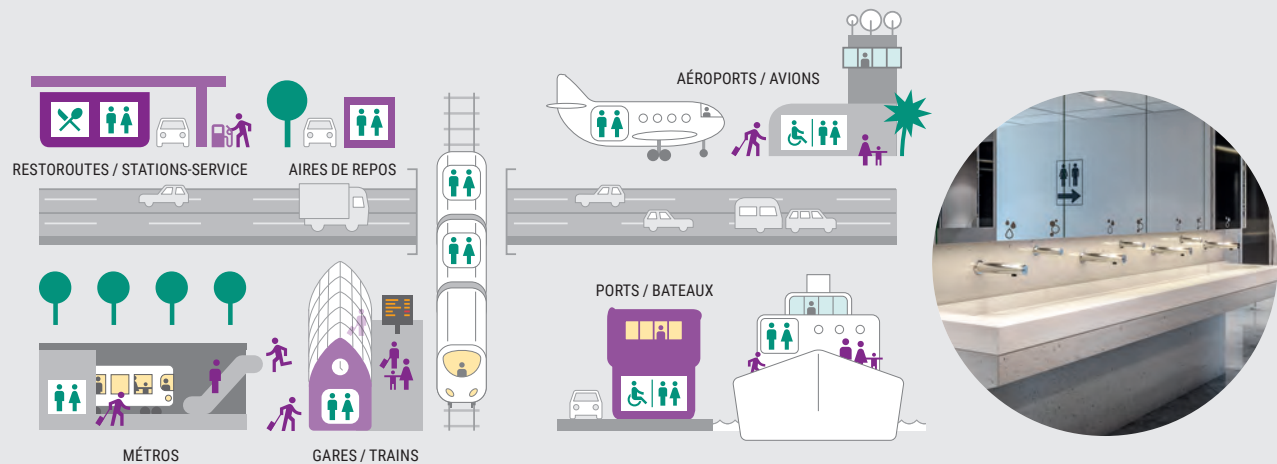 AÉROPORTS / AVIONS
RESTOROUTES / STATIONS-SERVICE
AIRES DE REPOS
PORTS / BATEAUX
MÉTROS
GARES / TRAINS